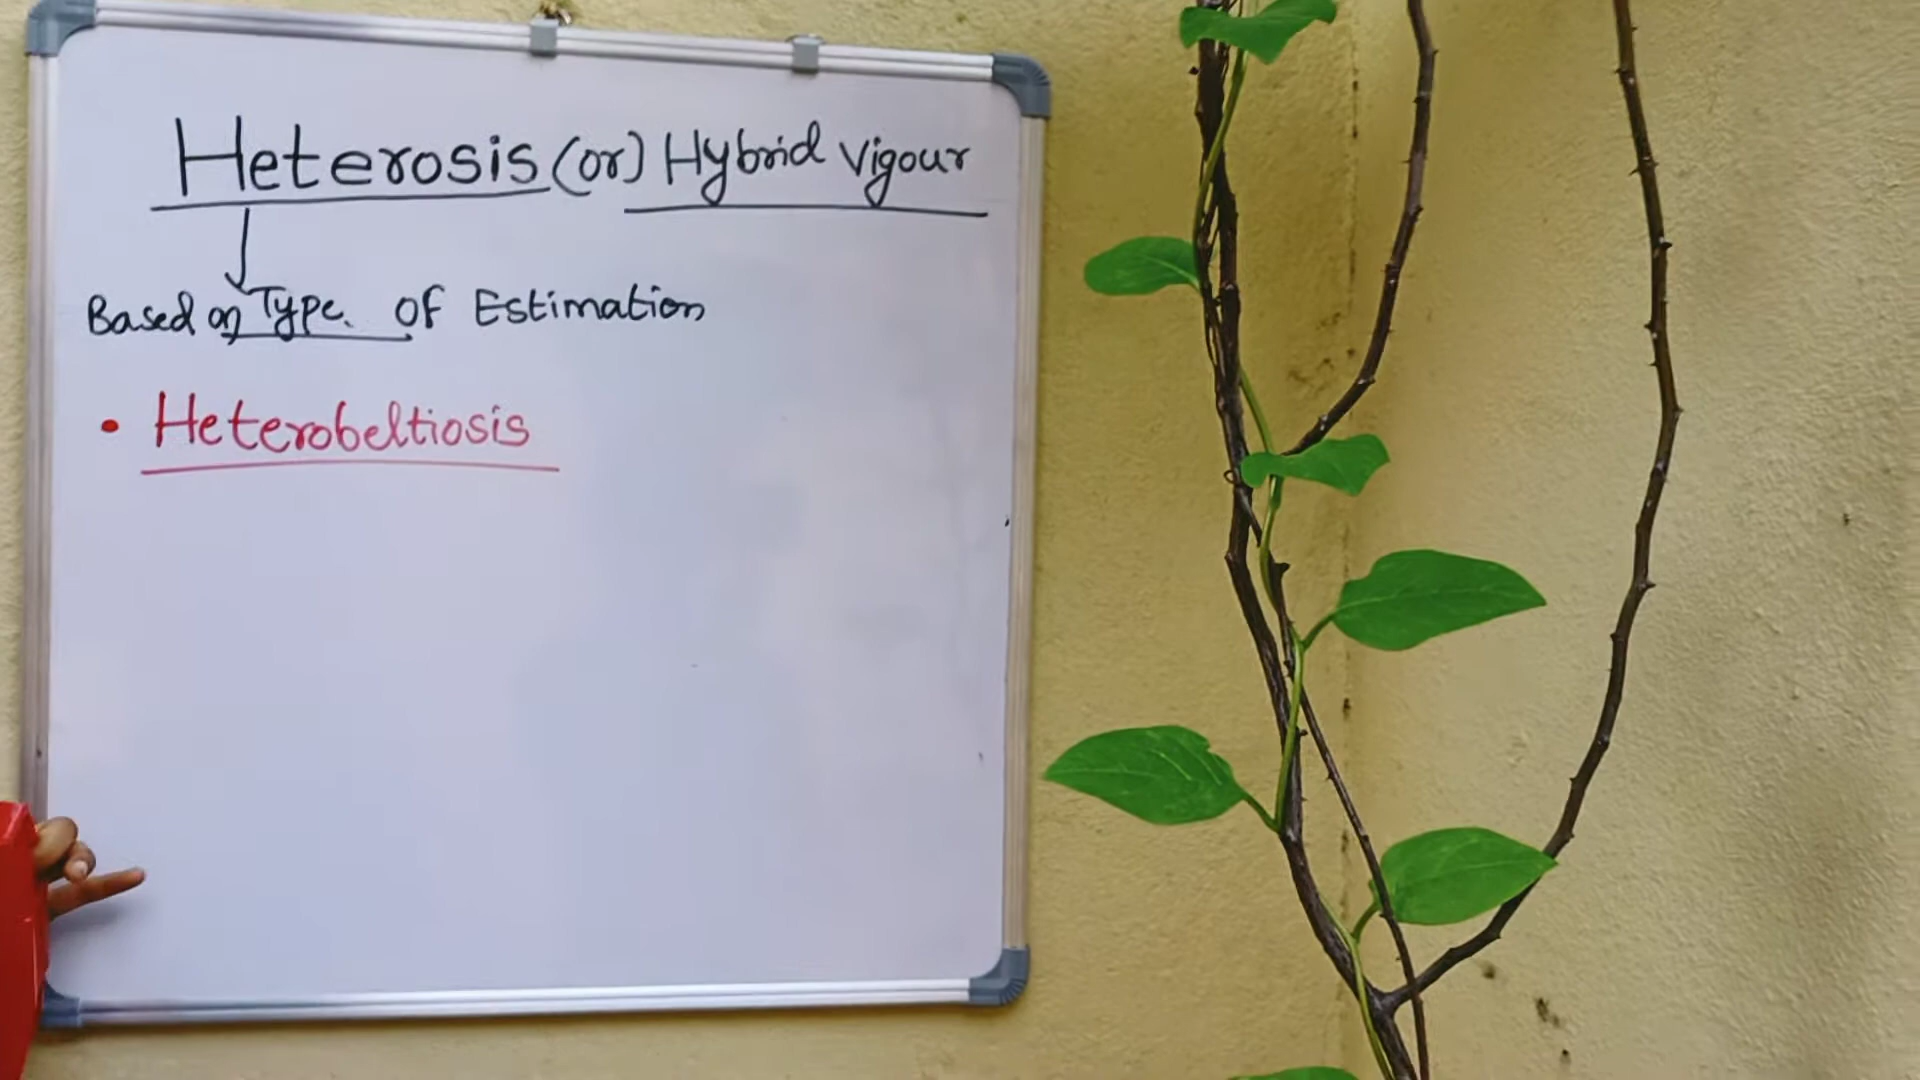 Heterosis (or) Hybrid Vigour
Based on Type of Estimation
• Heterobeltiosis